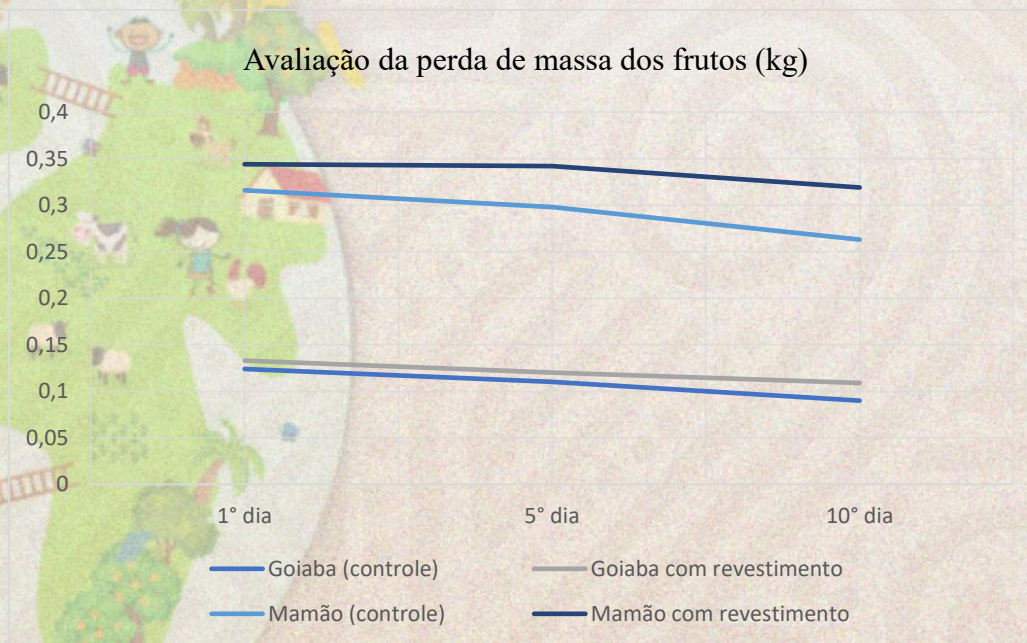 Avaliação da perda de massa dos frutos (kg)
0,4
0,35
0,3
0,25
0,2
0,15
0,1
0,05
0
1° dia 5° dia 10° dia
Goiaba (controle) Goiaba com revestimento
Mamão (controle) Mamão com revestimento